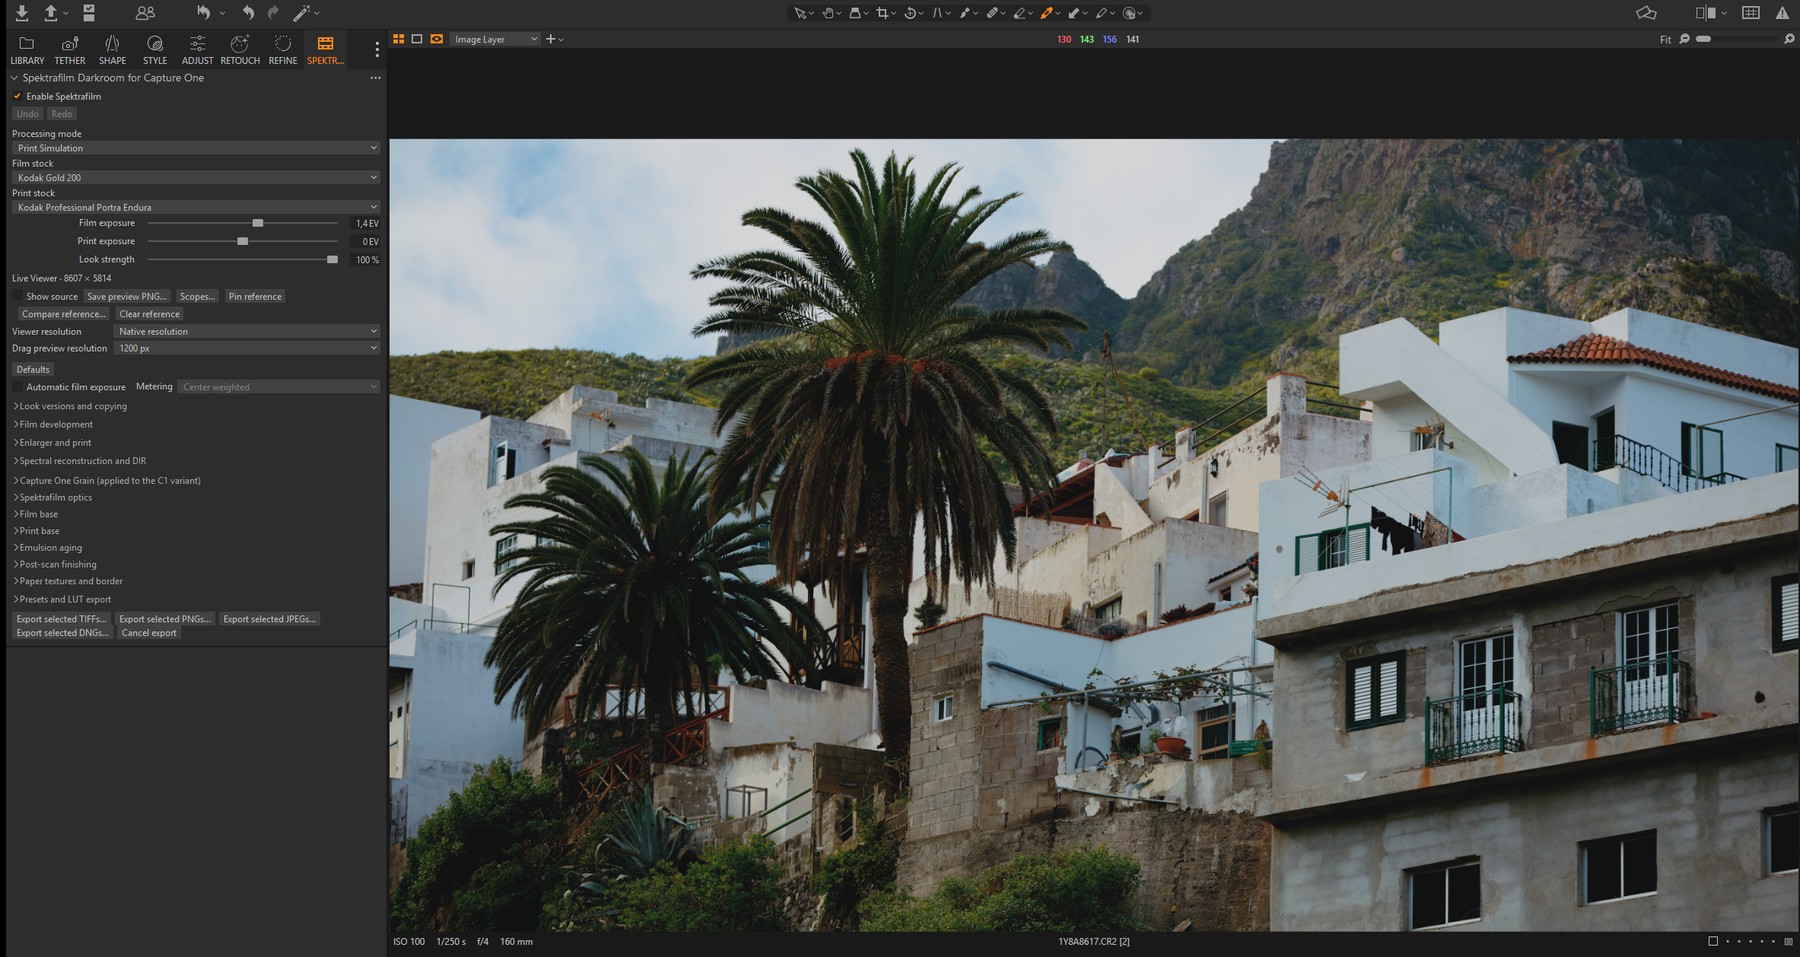 Image Layer
130 143 156 141
Fit
LIBRARY TETHER SHAPE STYLE ADJUST RETOUCH REFINE SPEKTR...
Spektrafilm Darkroom for Capture One
Enable Spektrafilm
Undo Redo
Processing mode
Print Simulation
Film stock
Kodak Gold 200
Print stock
Kodak Professional Portra Endura
Film exposure 1,4 EV
Print exposure 0 EV
Look strength 100 %
Live Viewer · 8607 × 5814
Show source Save preview PNG... Scopes... Pin reference
Compare reference... Clear reference
Viewer resolution Native resolution
Drag preview resolution 1200 px
Defaults
Automatic film exposure Metering Center weighted
Look versions and copying
Film development
Enlarger and print
Spectral reconstruction and DIR
Capture One Grain (applied to the C1 variant)
Spektrafilm optics
Film base
Print base
Emulsion aging
Post-scan finishing
Paper textures and border
Presets and LUT export
Export selected TIFFs... Export selected PNGs... Export selected JPEGs...
Export selected DNGs... Cancel export
ISO 100 1/250 s f/4 160 mm
1Y8A8617.CR2 [2]